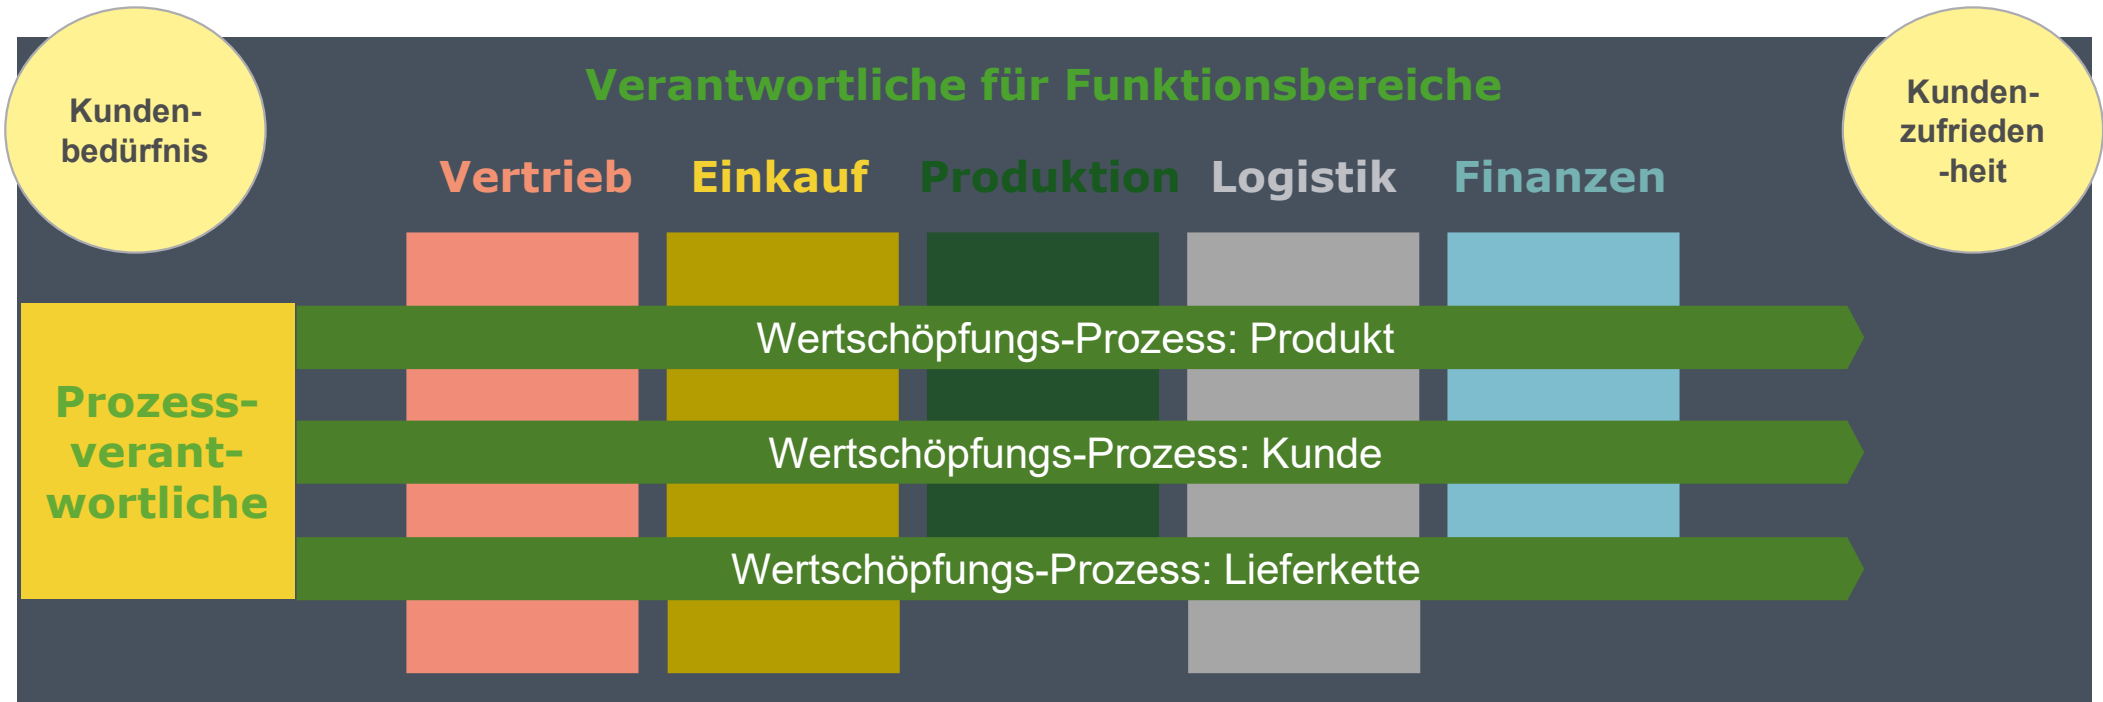 Kunden-
bedürfnis
Verantwortliche für Funktionsbereiche
Kunden-
zufrieden
-heit
Vertrieb Einkauf Produktion Logistik Finanzen
Prozess-
verant-
wortliche
Wertschöpfungs-Prozess: Produkt
Wertschöpfungs-Prozess: Kunde
Wertschöpfungs-Prozess: Lieferkette